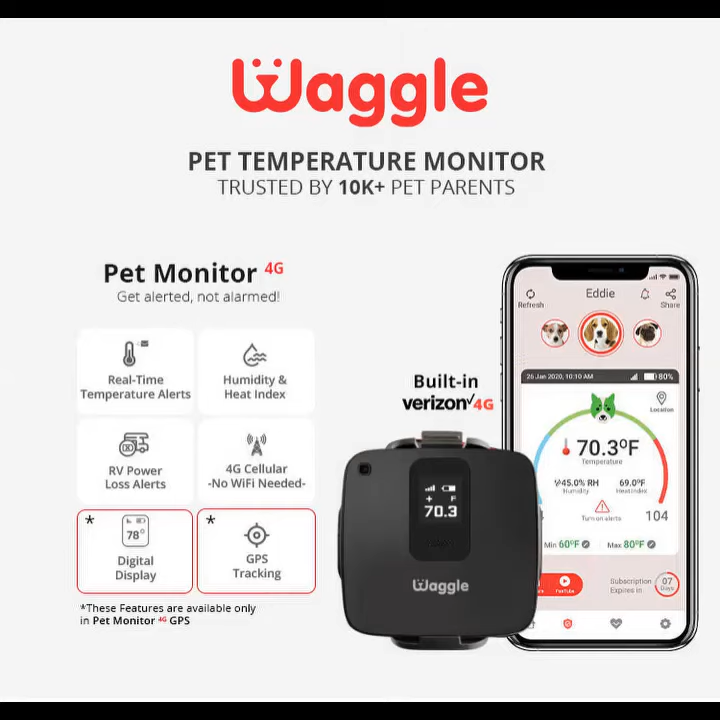 Waggle
PET TEMPERATURE MONITOR
TRUSTED BY 10K+ PET PARENTS
Pet Monitor 4G
Get alerted, not alarmed!
Real-Time
Temperature Alerts
Humidity &
Heat Index
RV Power
Loss Alerts
4G Cellular
-No WiFi Needed-
*
78°
Digital
Display
*
GPS
Tracking
*These Features are available only
in Pet Monitor 4G GPS
Built-in
verizon✓4G
+ F
70.3
Waggle
Eddie
Refresh
Share
26 Jan 2020, 10:10 AM
80%
Location
70.3°F
Temperature
45.0% RH
Humidity
69.0°F
HeatIndex
Turn on alerts
104
Min 60°F
Max 80°F
YouTube
Subscription
Expires in
07
Days